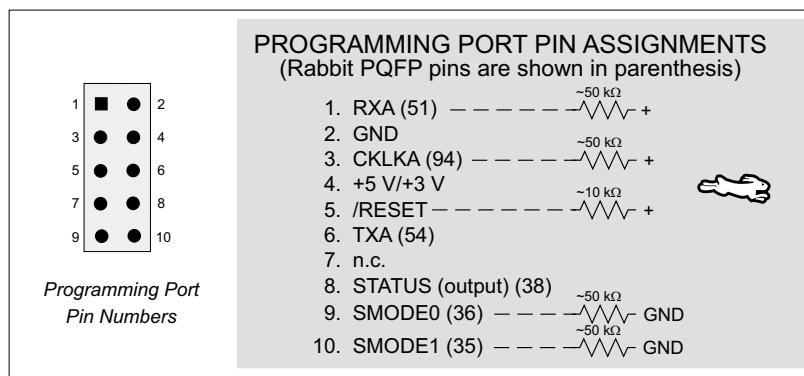 PROGRAMMING PORT PIN ASSIGNMENTS
(Rabbit PQFP pins are shown in parenthesis)
1 2
3 4
5 6
7 8
9 10
Programming Port
Pin Numbers
~50 kΩ
1. RXA (51) +
2. GND
~50 kΩ
3. CKLKA (94) +
4. +5 V/+3 V
~10 kΩ
5. /RESET +
6. TXA (54)
7. n.c.
8. STATUS (output) (38)
~50 kΩ
9. SMODE0 (36) GND
~50 kΩ
10. SMODE1 (35) GND